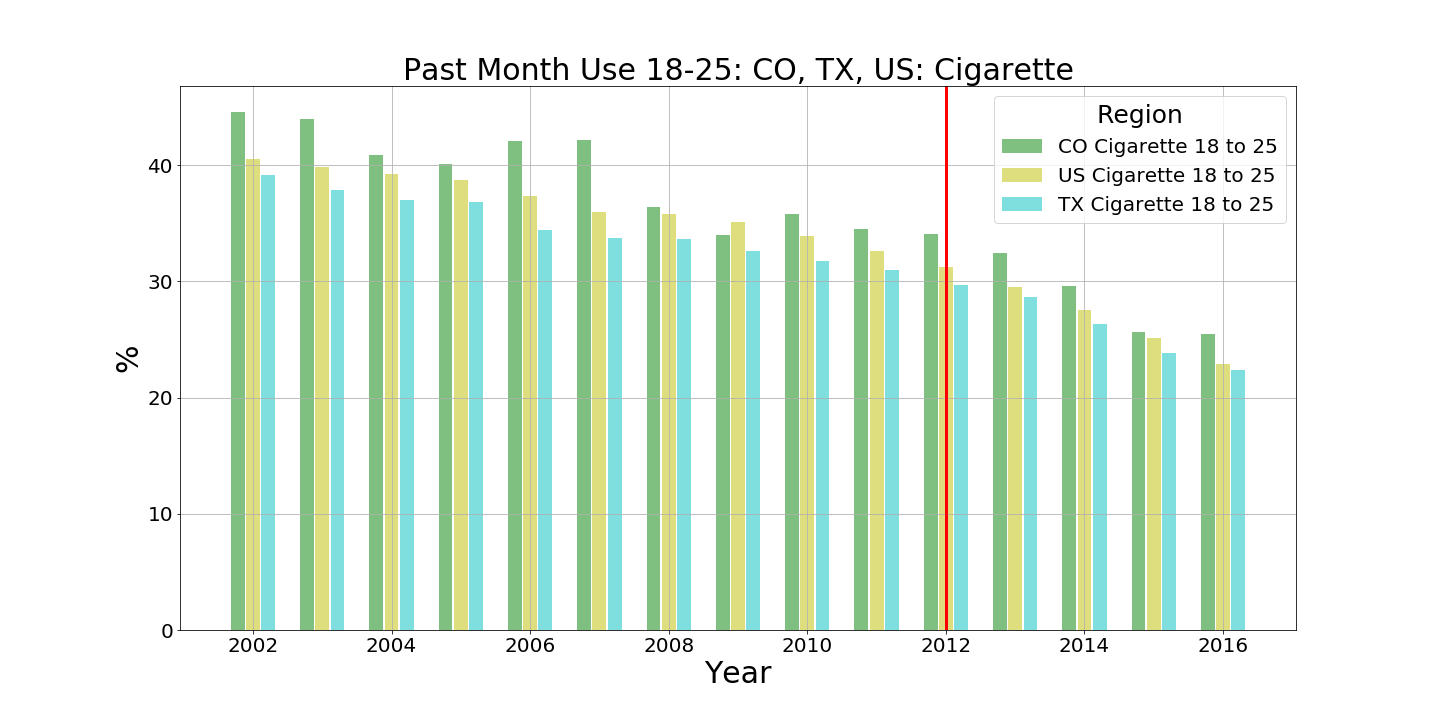 Past Month Use 18-25: CO, TX, US: Cigarette
Region
CO Cigarette 18 to 25
US Cigarette 18 to 25
TX Cigarette 18 to 25
40
30
20
10
0
%
2002 2004 2006 2008 2010 2012 2014 2016
Year